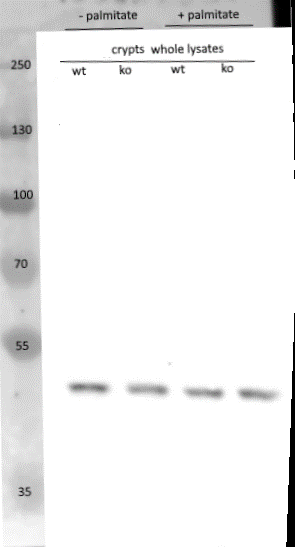 - palmitate + palmitate
crypts whole lysates
wt ko wt ko
250
130
100
70
55
35